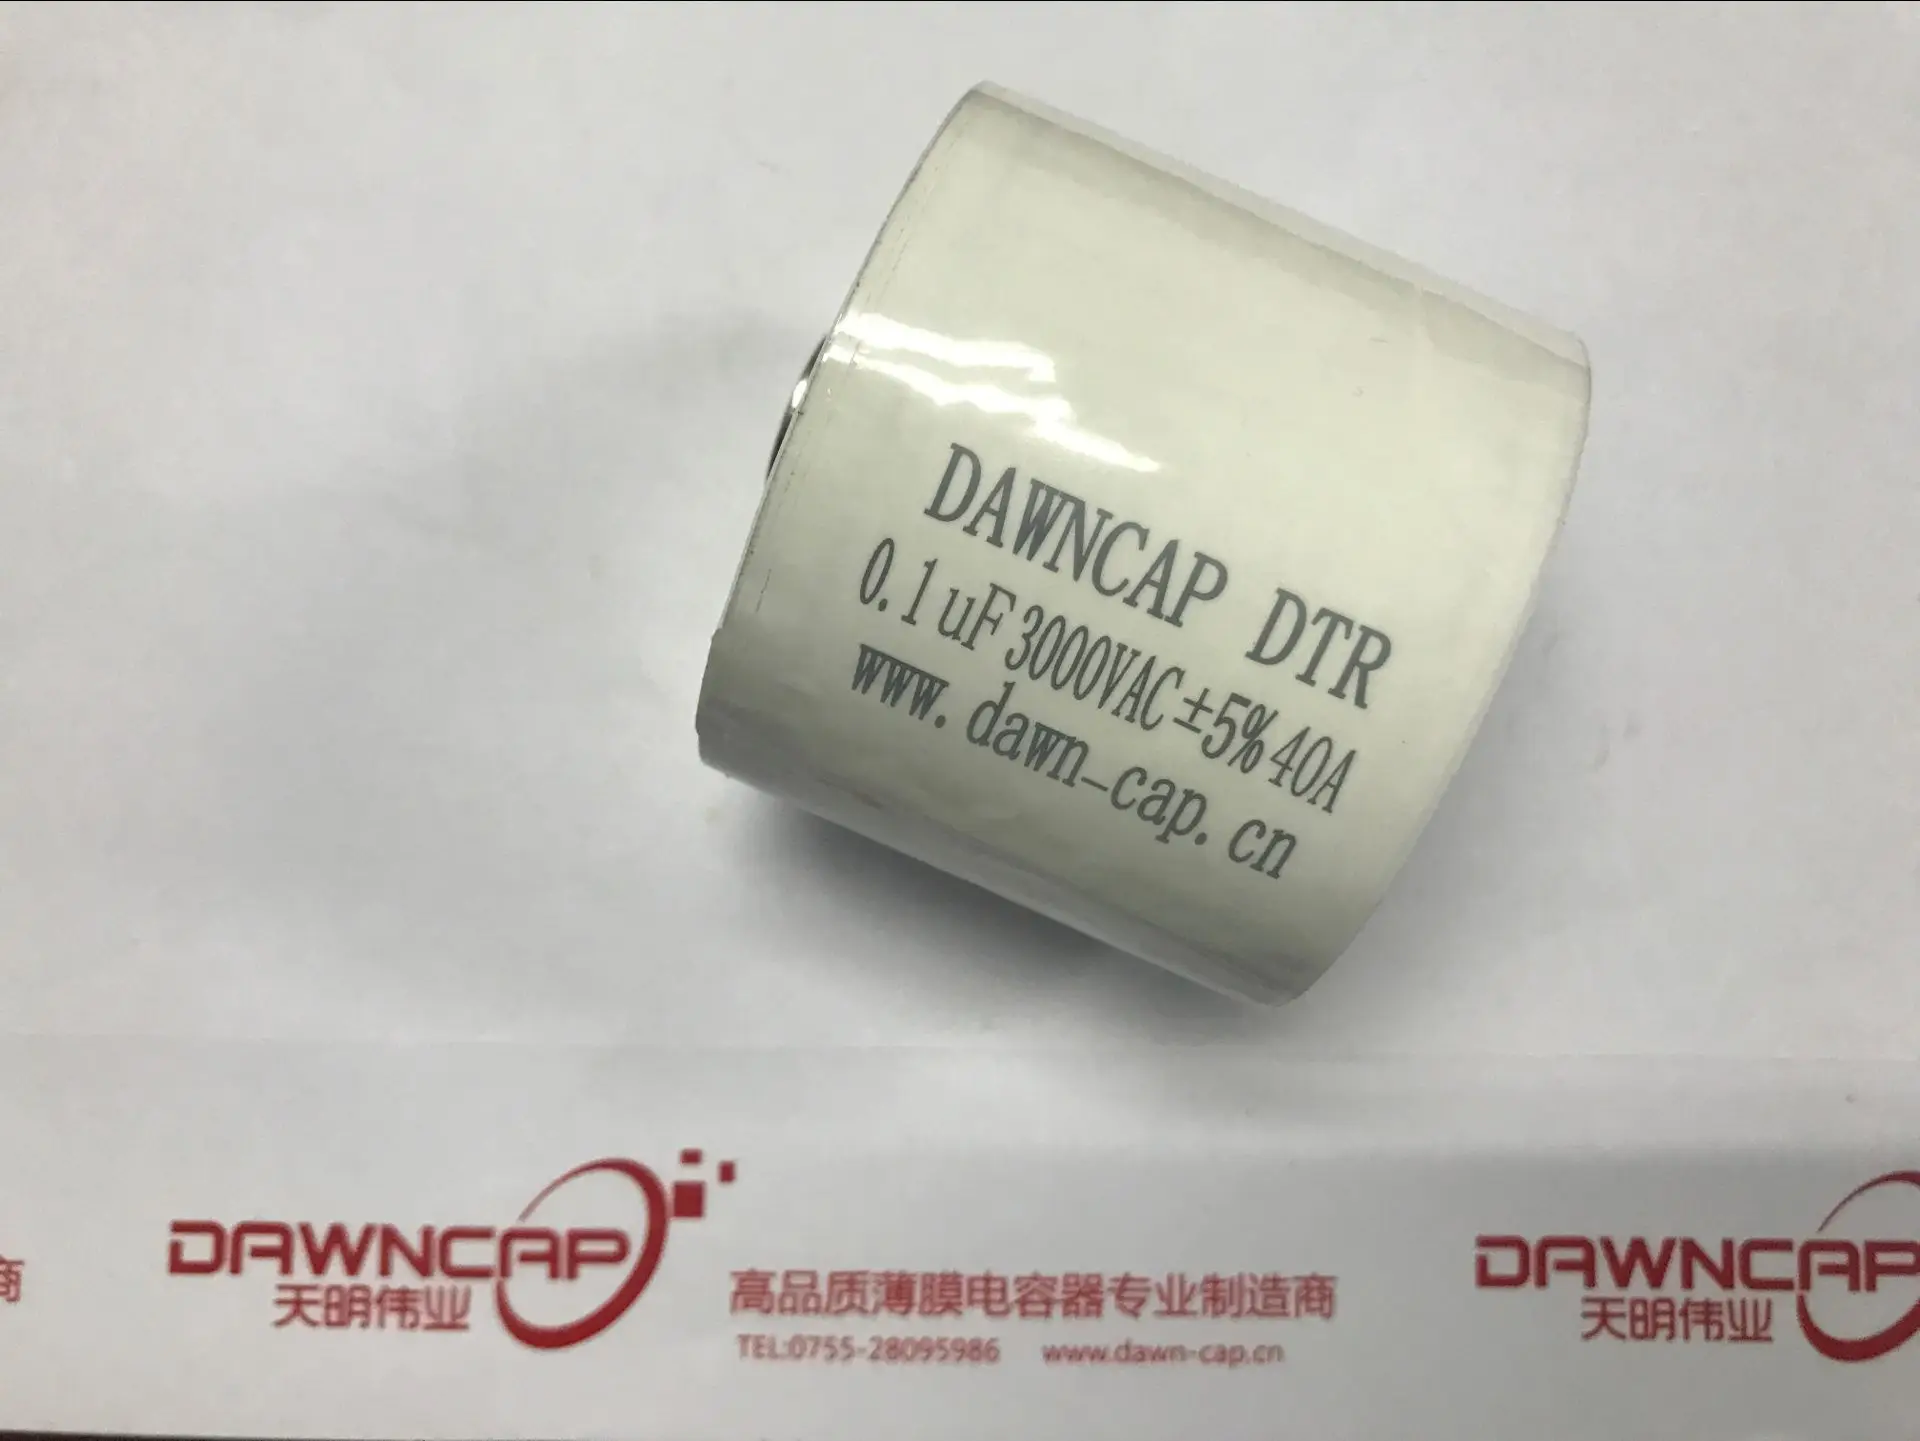 DAWNCAP DTR
0.1uF3000VAC±5%40A
www.dawn-cap.cn
商
DAWNCAP
天明伟业
高品质薄膜电容器专业制造商
TEL:0755-28095986 www.dawn-cap.cn
DAWNCAP
天明伟业